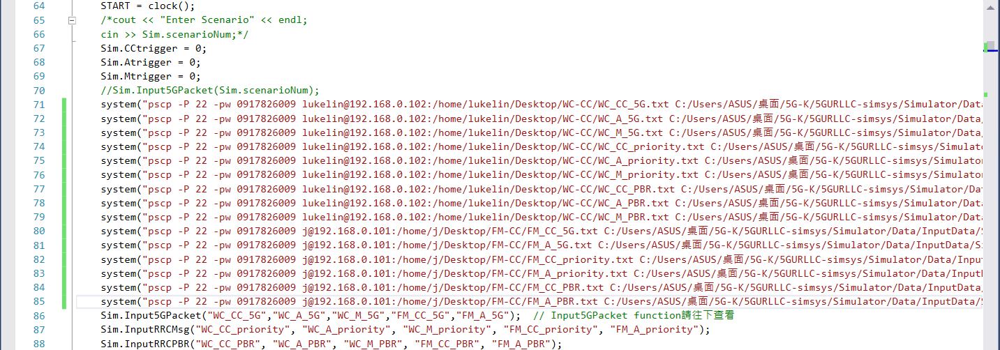 64 START = clock();
65 /*cout << "Enter Scenario" << endl;
66 cin >> Sim.scenarioNum;*/
67 Sim.CCtrigger = 0;
68 Sim.Atrigger = 0;
69 Sim.Mtrigger = 0;
70 //Sim.Input5GPacket(Sim.scenarioNum);
71 system("pscp -P 22 -pw 0917826009 lukelin@192.168.0.102:/home/lukelin/Desktop/WC-CC/WC_CC_5G.txt C:/Users/ASUS/桌面/5G-K/5GURLLC-simsys/Simulator/Data
72 system("pscp -P 22 -pw 0917826009 lukelin@192.168.0.102:/home/lukelin/Desktop/WC-CC/WC_A_5G.txt C:/Users/ASUS/桌面/5G-K/5GURLLC-simsys/Simulator/Data/
73 system("pscp -P 22 -pw 0917826009 lukelin@192.168.0.102:/home/lukelin/Desktop/WC-CC/WC_M_5G.txt C:/Users/ASUS/桌面/5G-K/5GURLLC-simsys/Simulator/Data/
74 system("pscp -P 22 -pw 0917826009 lukelin@192.168.0.102:/home/lukelin/Desktop/WC-CC/WC_CC_priority.txt C:/Users/ASUS/桌面/5G-K/5GURLLC-simsys/Simulato
75 system("pscp -P 22 -pw 0917826009 lukelin@192.168.0.102:/home/lukelin/Desktop/WC-CC/WC_A_priority.txt C:/Users/ASUS/桌面/5G-K/5GURLLC-simsys/Simulator
76 system("pscp -P 22 -pw 0917826009 lukelin@192.168.0.102:/home/lukelin/Desktop/WC-CC/WC_M_priority.txt C:/Users/ASUS/桌面/5G-K/5GURLLC-simsys/Simulator
77 system("pscp -P 22 -pw 0917826009 lukelin@192.168.0.102:/home/lukelin/Desktop/WC-CC/WC_CC_PBR.txt C:/Users/ASUS/桌面/5G-K/5GURLLC-simsys/Simulator/Dat
78 system("pscp -P 22 -pw 0917826009 lukelin@192.168.0.102:/home/lukelin/Desktop/WC-CC/WC_A_PBR.txt C:/Users/ASUS/桌面/5G-K/5GURLLC-simsys/Simulator/Data
79 system("pscp -P 22 -pw 0917826009 lukelin@192.168.0.102:/home/lukelin/Desktop/WC-CC/WC_M_PBR.txt C:/Users/ASUS/桌面/5G-K/5GURLLC-simsys/Simulator/Data
80 system("pscp -P 22 -pw 0917826009 j@192.168.0.101:/home/j/Desktop/FM-CC/FM_CC_5G.txt C:/Users/ASUS/桌面/5G-K/5GURLLC-simsys/Simulator/Data/InputData/S
81 system("pscp -P 22 -pw 0917826009 j@192.168.0.101:/home/j/Desktop/FM-CC/FM_A_5G.txt C:/Users/ASUS/桌面/5G-K/5GURLLC-simsys/Simulator/Data/InputData/Si
82 system("pscp -P 22 -pw 0917826009 j@192.168.0.101:/home/j/Desktop/FM-CC/FM_CC_priority.txt C:/Users/ASUS/桌面/5G-K/5GURLLC-simsys/Simulator/Data/Input
83 system("pscp -P 22 -pw 0917826009 j@192.168.0.101:/home/j/Desktop/FM-CC/FM_A_priority.txt C:/Users/ASUS/桌面/5G-K/5GURLLC-simsys/Simulator/Data/InputD
84 system("pscp -P 22 -pw 0917826009 j@192.168.0.101:/home/j/Desktop/FM-CC/FM_CC_PBR.txt C:/Users/ASUS/桌面/5G-K/5GURLLC-simsys/Simulator/Data/InputData/
85 system("pscp -P 22 -pw 0917826009 j@192.168.0.101:/home/j/Desktop/FM-CC/FM_A_PBR.txt C:/Users/ASUS/桌面/5G-K/5GURLLC-simsys/Simulator/Data/InputData/S
86 Sim.Input5GPacket("WC_CC_5G","WC_A_5G","WC_M_5G","FM_CC_5G","FM_A_5G"); // Input5GPacket function請往下查看
87 Sim.InputRRCMsg("WC_CC_priority", "WC_A_priority", "WC_M_priority", "FM_CC_priority", "FM_A_priority");
88 Sim.InputRRCPBR("WC_CC_PBR", "WC_A_PBR", "WC_M_PBR", "FM_CC_PBR", "FM_A_PBR");